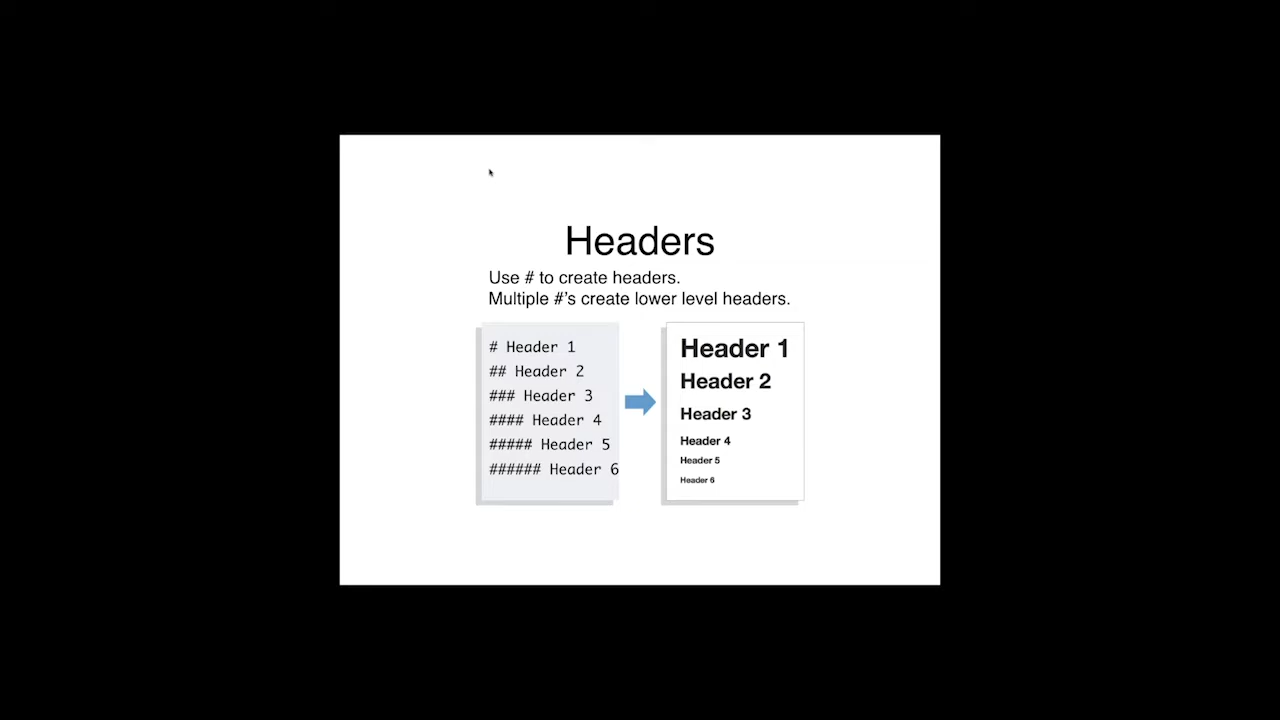 Headers
Use # to create headers.
Multiple #’s create lower level headers.
# Header 1
## Header 2
### Header 3
#### Header 4
##### Header 5
###### Header 6
Header 1
Header 2
Header 3
Header 4
Header 5
Header 6